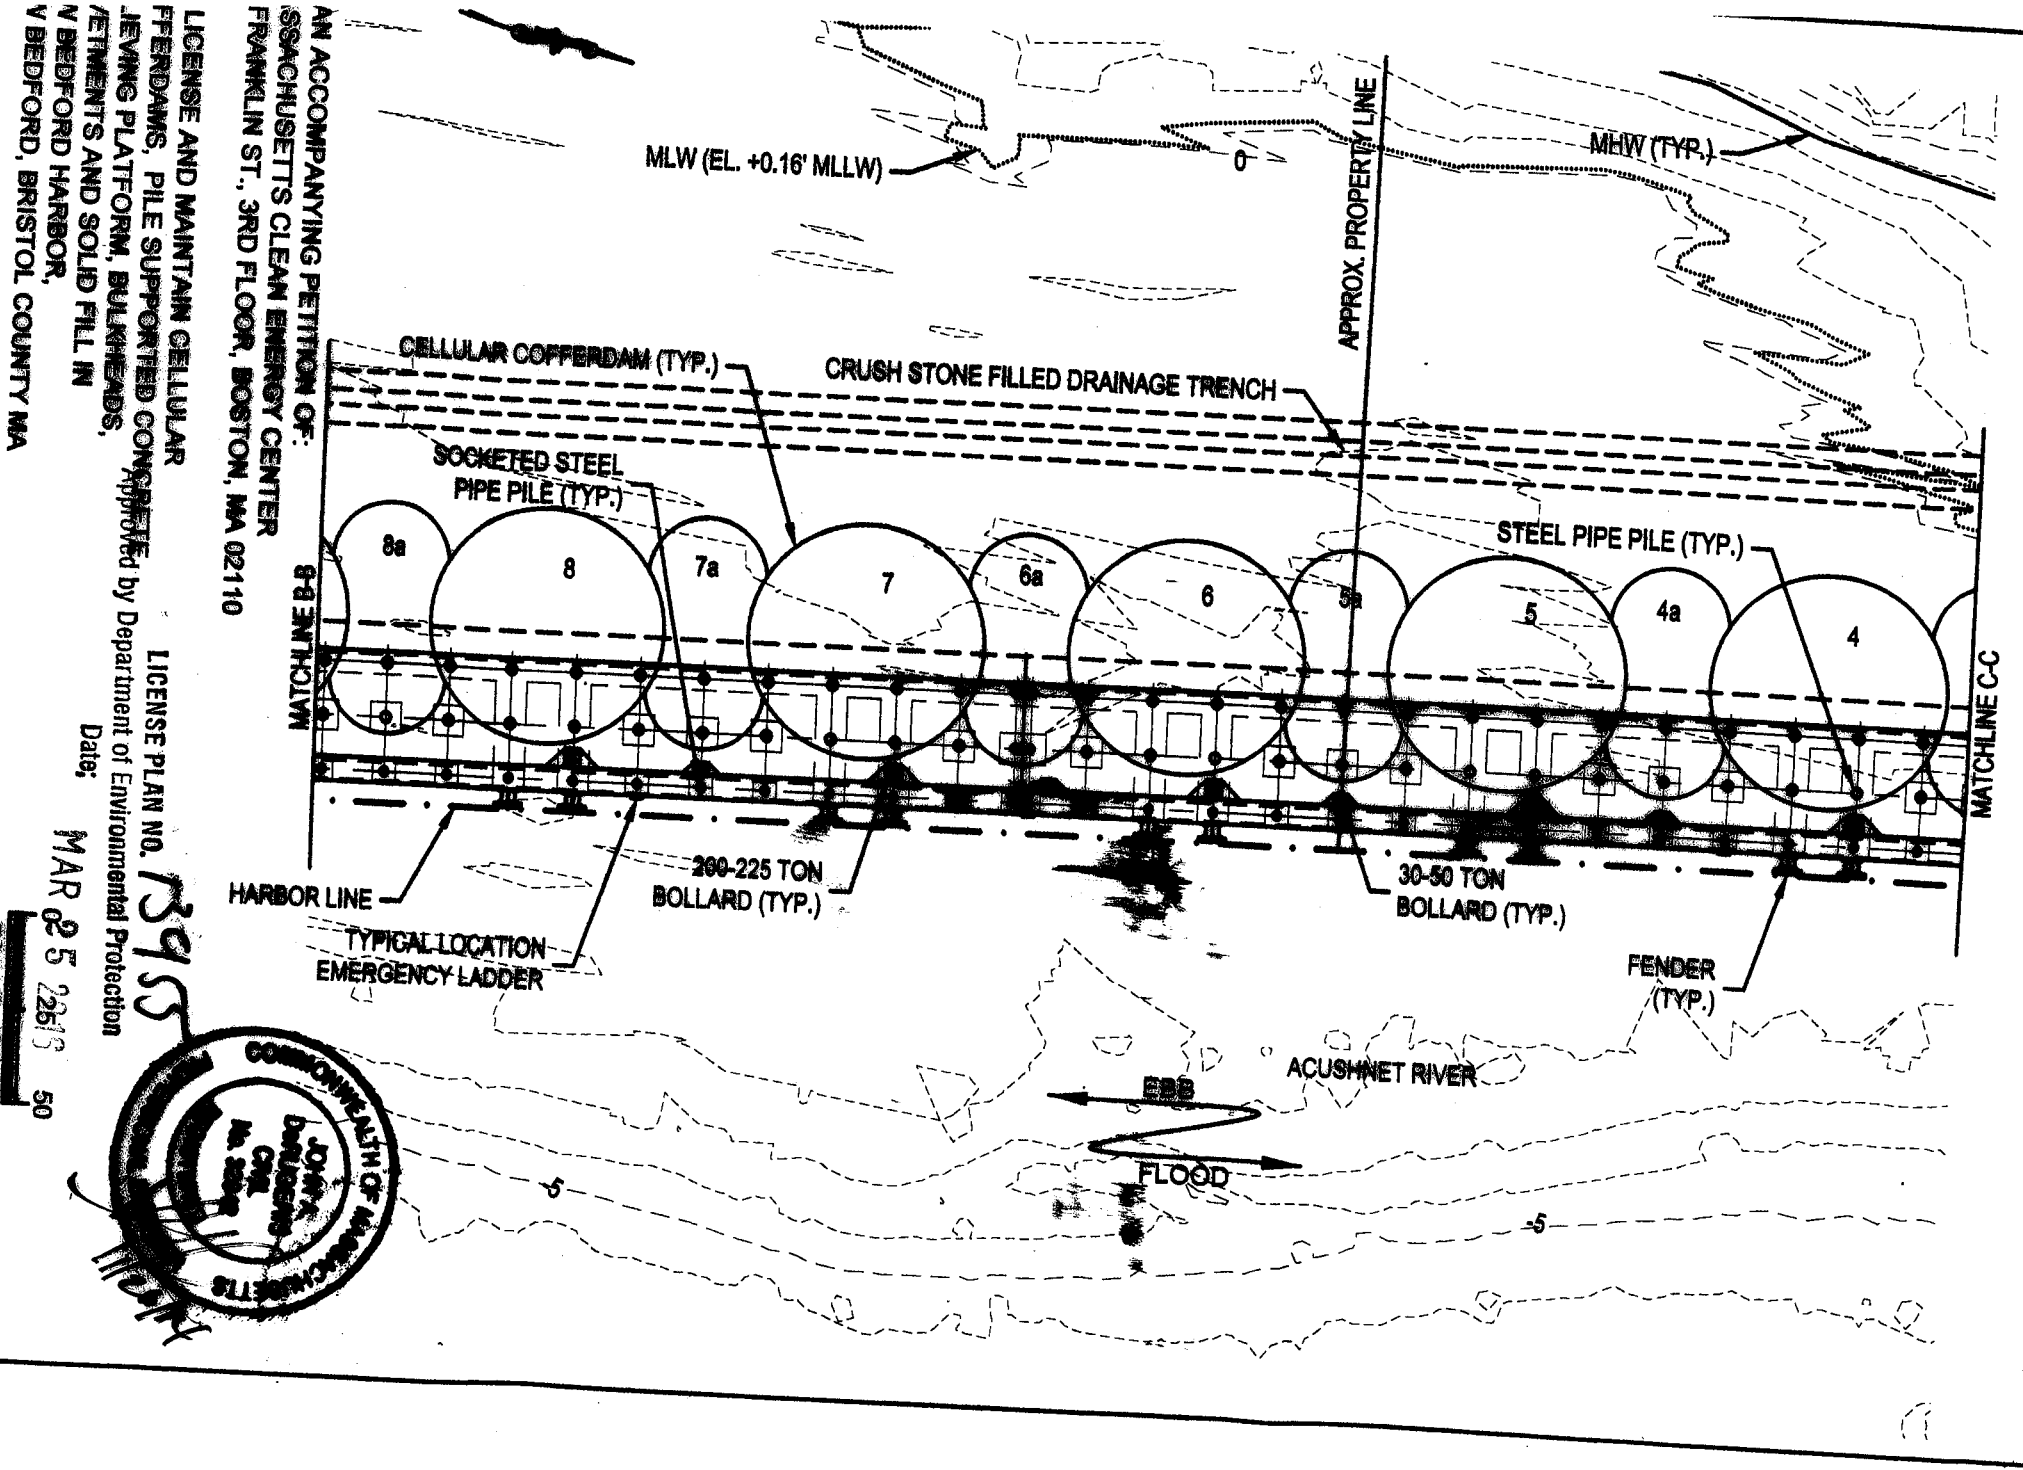 MLW (EL. +0.16' MLLW)
0
APPROX. PROPERTY LINE
MHW (TYP.)
CELLULAR COFFERDAM (TYP.)
CRUSH STONE FILLED DRAINAGE TRENCH
SOCKETED STEEL
PIPE PILE (TYP.)
STEEL PIPE PILE (TYP.)
8a
8
7a
7
6a
6
5a
5
4a
4
MATCHLINE B-B
MATCHLINE C-C
HARBOR LINE
200-225 TON
BOLLARD (TYP.)
30-50 TON
BOLLARD (TYP.)
TYPICAL LOCATION
EMERGENCY LADDER
FENDER
(TYP.)
ACUSHNET RIVER
EBB
FLOOD
-5
-5
AN ACCOMPANYING PETITION OF:
SSACHUSETTS CLEAN ENERGY CENTER
FRANKLIN ST., 3RD FLOOR, BOSTON, MA 02110
LICENSE AND MAINTAIN CELLULAR
FFERDAMS, PILE SUPPORTED CONCRETE
IEVING PLATFORM, BULKHEADS,
/ETMENTS AND SOLID FILL IN
N BEDFORD HARBOR,
V BEDFORD, BRISTOL COUNTY MA
LICENSE PLAN NO.
Approved by Department of Environmental Protection
Date;
MAR 25
0
25
50
COMMONWEALTH OF MASSACHUSETTS
JOHN A.
CIVIL
No.